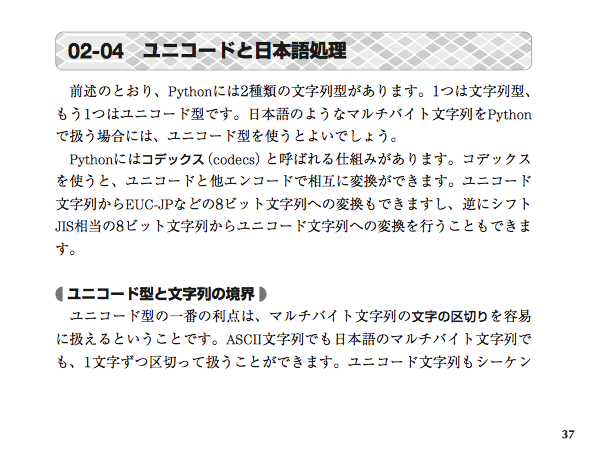 02-04 ユニコードと日本語処理
前述のとおり、Pythonには2種類の文字列型があります。1つは文字列型、
もう1つはユニコード型です。日本語のようなマルチバイト文字列をPython
で扱う場合には、ユニコード型を使うとよいでしょう。
Pythonにはコデックス（codecs）と呼ばれる仕組みがあります。コデックス
を使うと、ユニコードと他エンコードで相互に変換ができます。ユニコード
文字列からEUC-JPなどの8ビット文字列への変換もできますし、逆にシフト
JIS相当の8ビット文字列からユニコード文字列への変換を行うこともできま
す。
ユニコード型と文字列の境界
ユニコード型の一番の利点は、マルチバイト文字列の文字の区切りを容易
に扱えるということです。ASCII文字列でも日本語のマルチバイト文字列で
も、1文字ずつ区切って扱うことができます。ユニコード文字列もシーケン
37